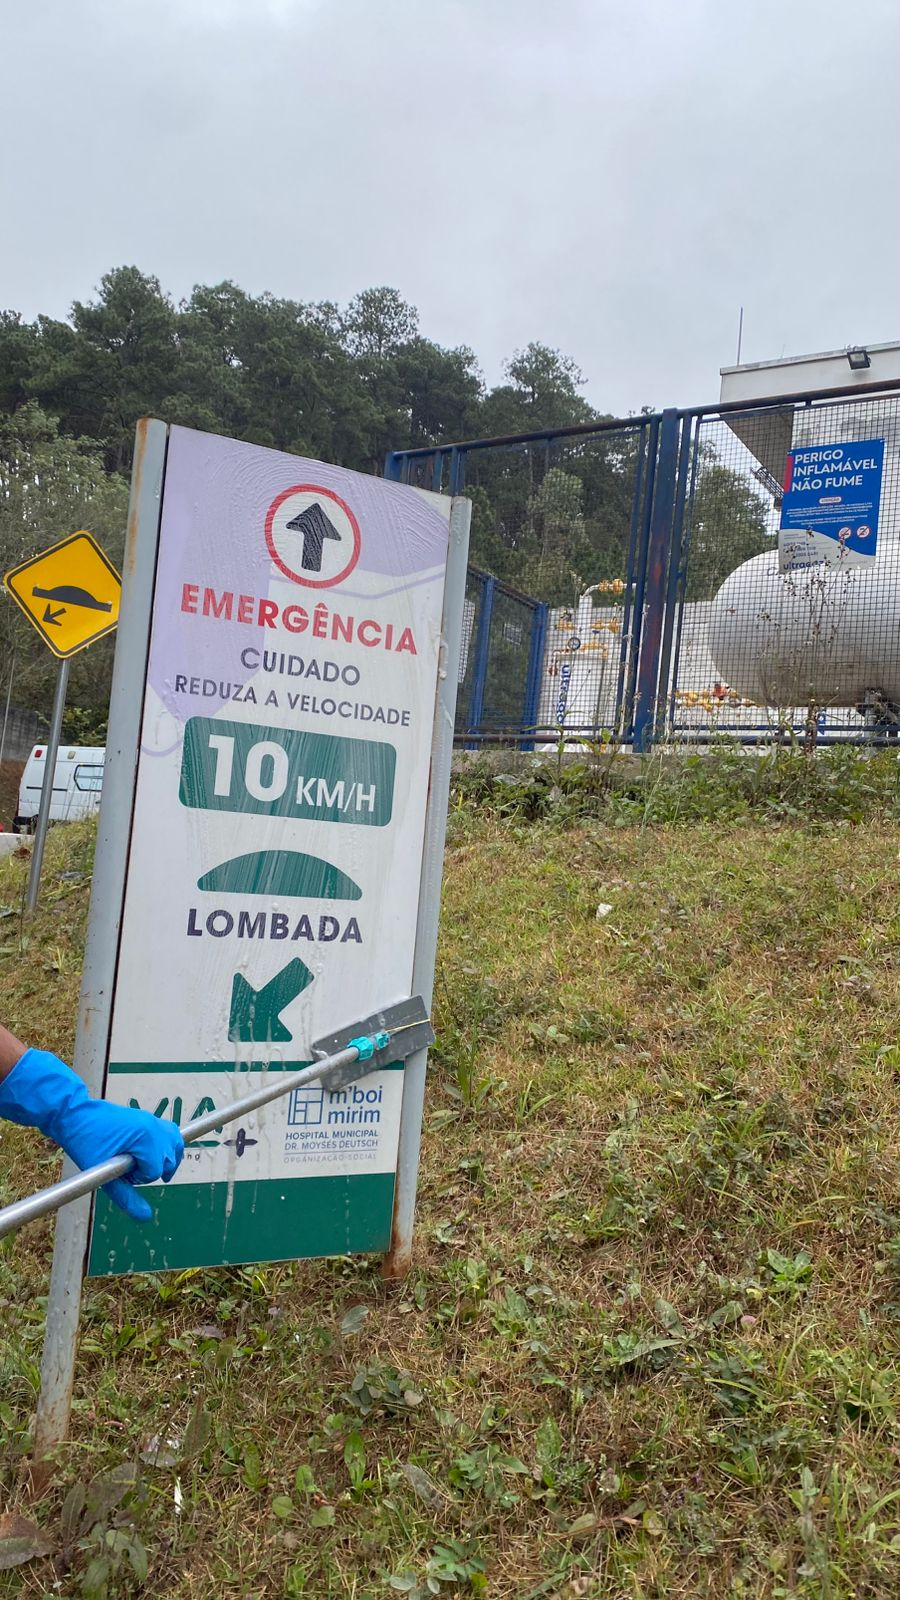 EMERGÊNCIA
CUIDADO
REDUZA A VELOCIDADE
10 KM/H
LOMBADA
VIA
m'boi
mirim
HOSPITAL MUNICIPAL
DR. MOYSÉS DEUTSCH
ORGANIZAÇÃO SOCIAL
PERIGO
INFLAMÁVEL
NÃO FUME